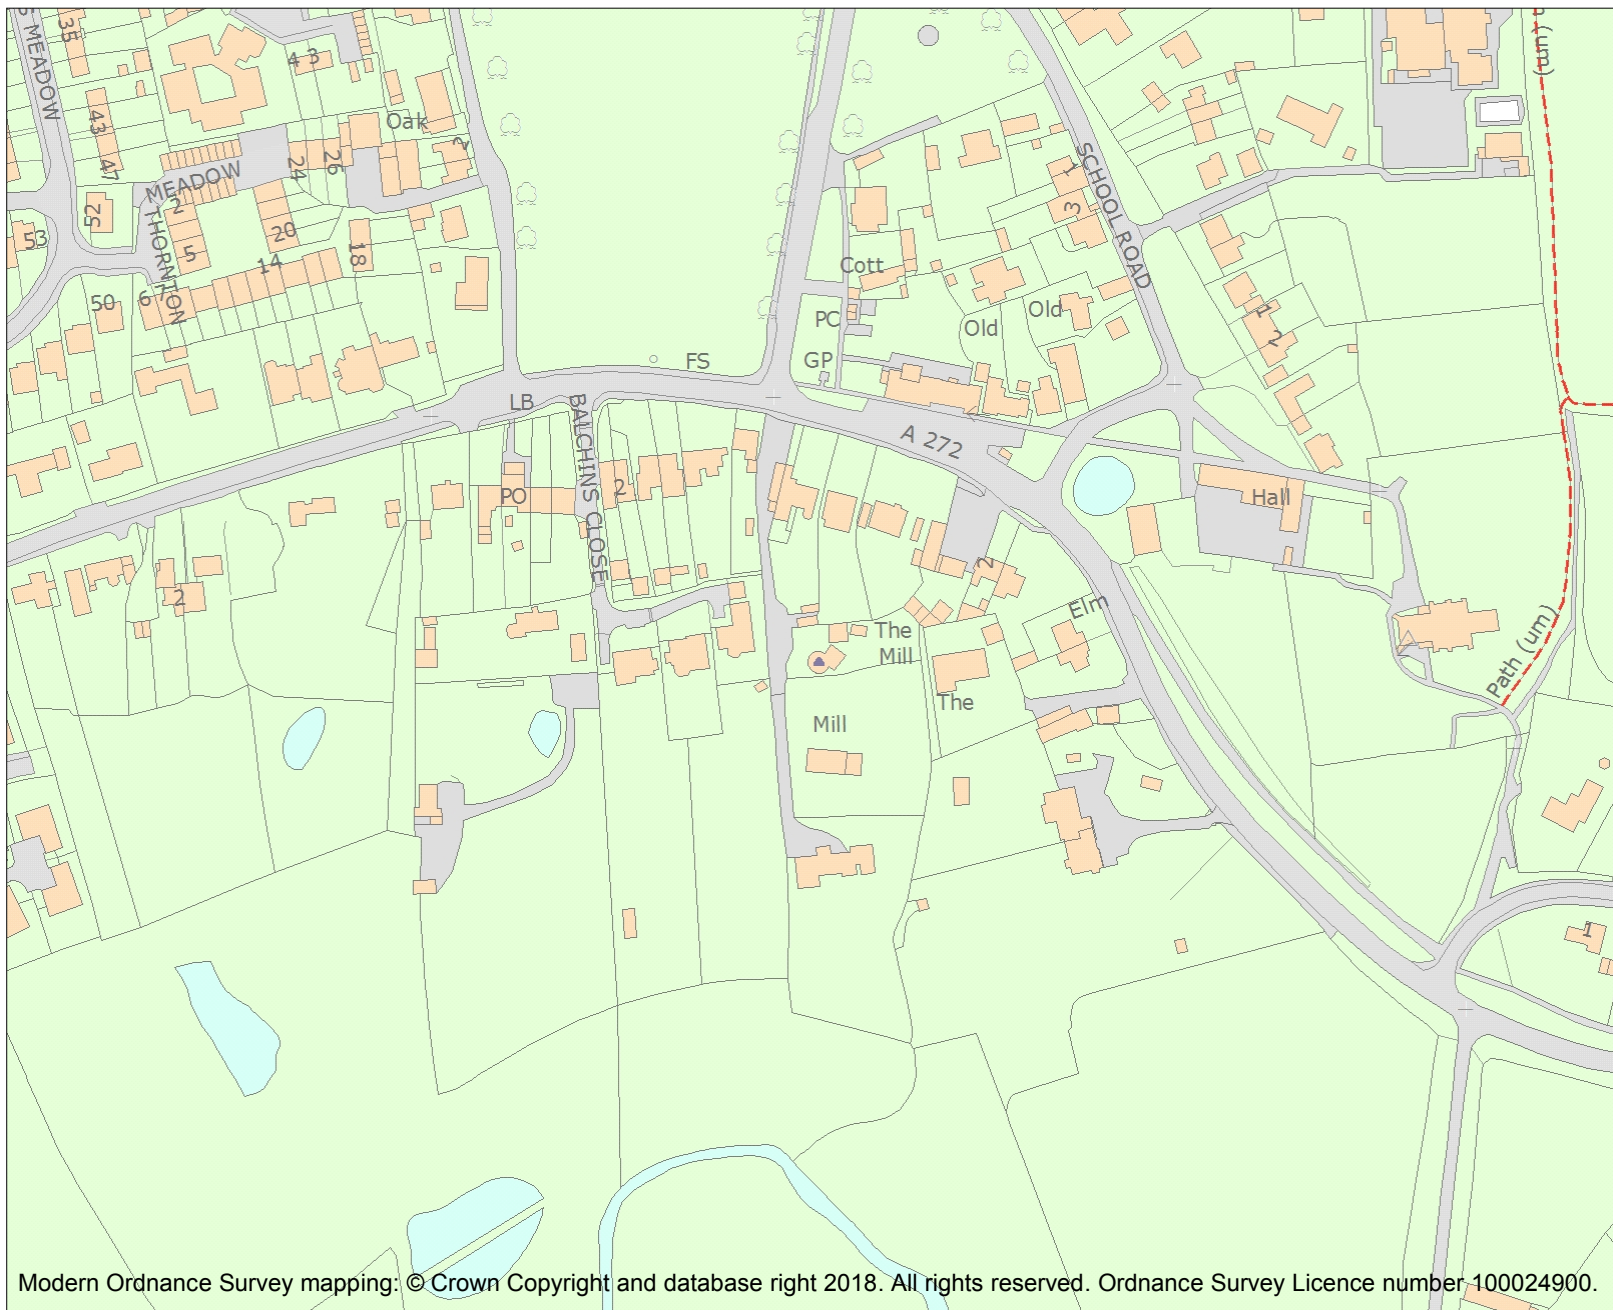 S MEADOW
35
4 3
(um)
43
47
Oak
2
24
26
MEADOW
2
52
53
THORNTON
5
20
14
18
50
6
7
SCHOOL ROAD
1
3
Cott
PC
Old
Old
GP
FS
LB
1
2
A 272
BALCHINS CLOSE
PO
2
Hall
2
2
Elm
The
Mill
The
Mill
Path (um)
1
Modern Ordnance Survey mapping: © Crown Copyright and database right 2018. All rights reserved. Ordnance Survey Licence number 100024900.